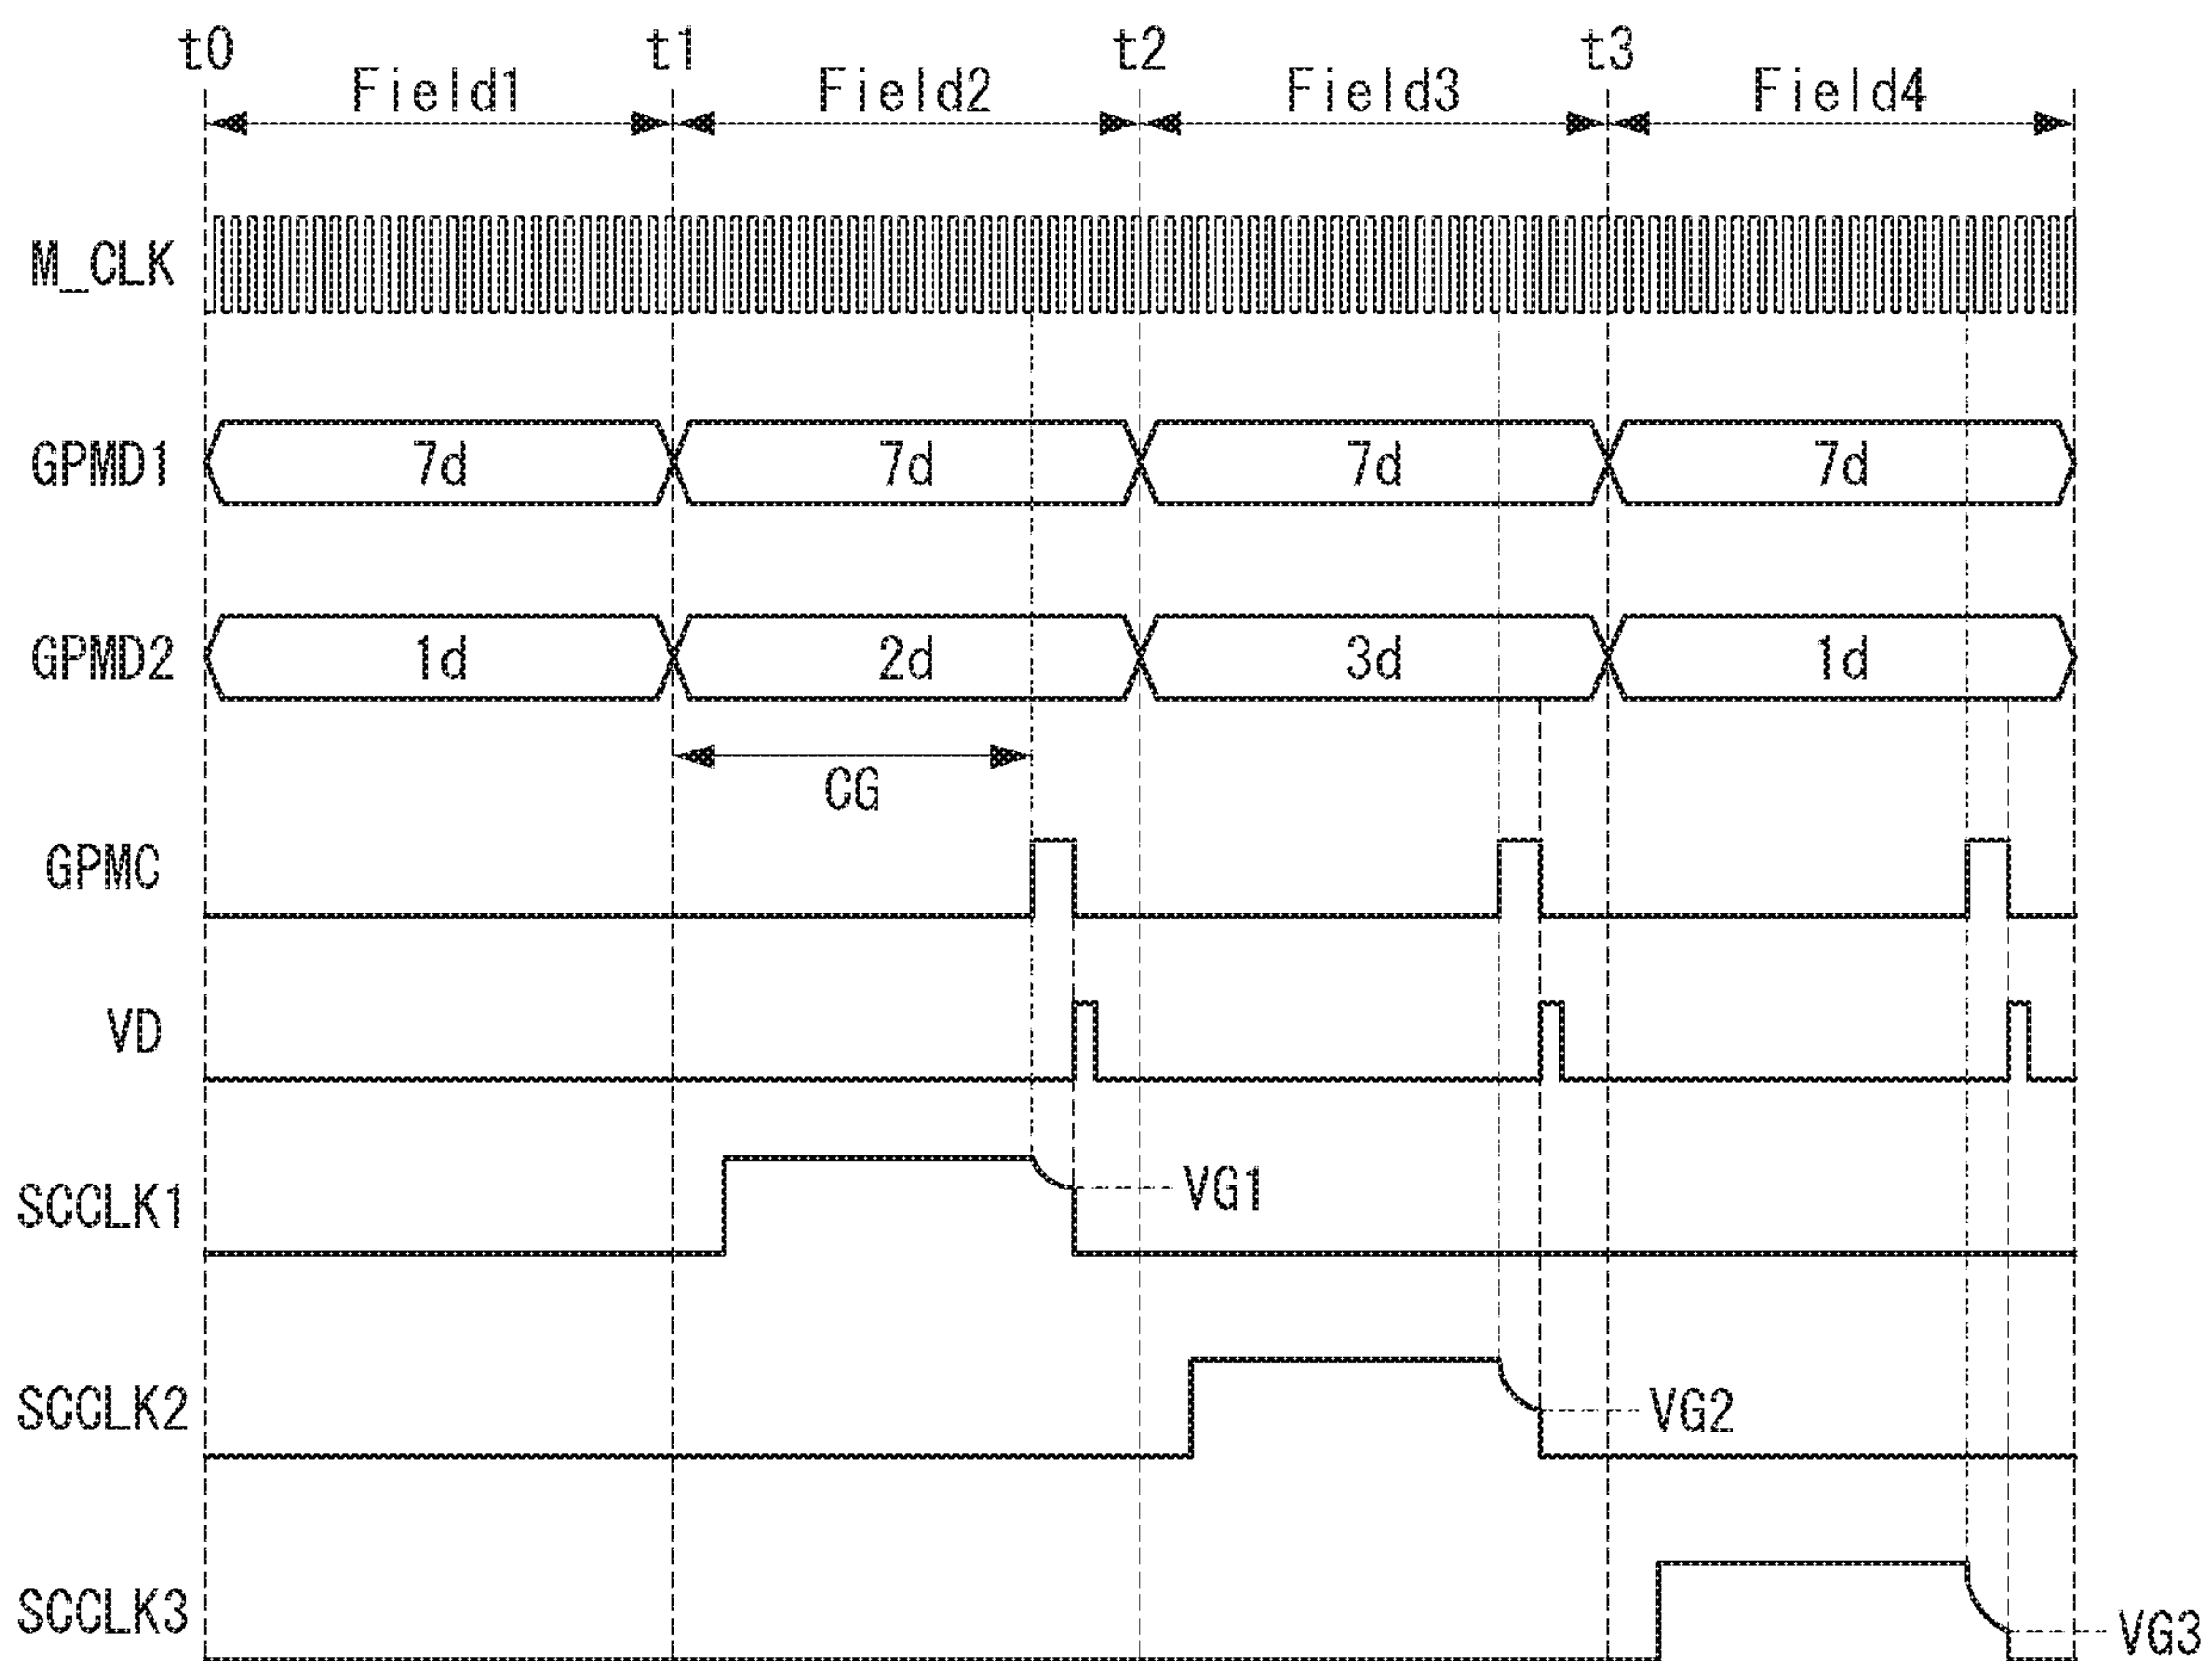 t0 t1 t2 t3
Field1 Field2 Field3 Field4
M_CLK
GPMD1 7d 7d 7d 7d
GPMD2 1d 2d 3d 1d
CG
GPMC
VD
SCCLK1 VG1
SCCLK2 VG2
SCCLK3 VG3